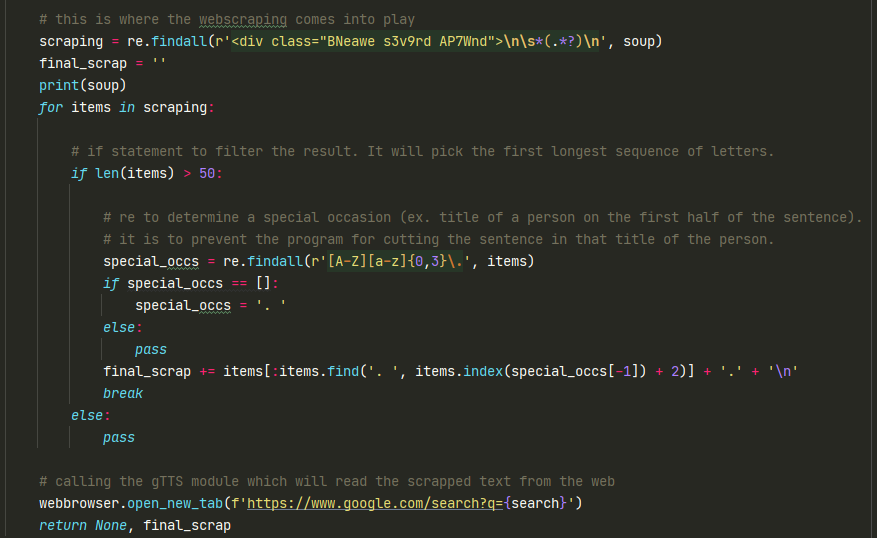 # this is where the webscraping comes into play
scraping = re.findall(r'<div class="BNeawe s3v9rd AP7Wnd">\n\s*(.*?)\n', soup)
final_scrap = ''
print(soup)
for items in scraping:
# if statement to filter the result. It will pick the first longest sequence of letters.
if len(items) > 50:
# re to determine a special occasion (ex. title of a person on the first half of the sentence).
# it is to prevent the program for cutting the sentence in that title of the person.
special_occs = re.findall(r'[A-Z][a-z]{0,3}\.', items)
if special_occs == []:
special_occs = '. '
else:
pass
final_scrap += items[:items.find('. ', items.index(special_occs[-1]) + 2)] + '.' + '\n'
break
else:
pass
# calling the gTTS module which will read the scrapped text from the web
webbrowser.open_new_tab(f'https://www.google.com/search?q={search}')
return None, final_scrap